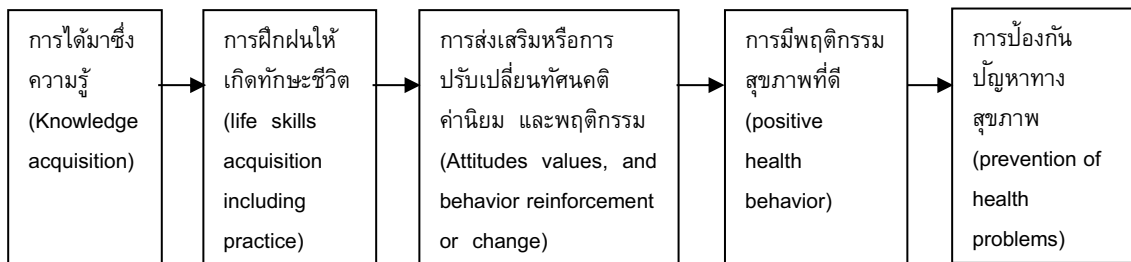 การได้มาซึ่ง
ความรู้
(Knowledge
acquisition)
การฝึกฝนให้
เกิดทักษะชีวิต
(life skills
acquisition
including
practice)
การส่งเสริมหรือการ
ปรับเปลี่ยนทัศนคติ
ค่านิยม และพฤติกรรม
(Attitudes values, and
behavior reinforcement
or change)
การมีพฤติกรรม
สุขภาพที่ดี
(positive
health
behavior)
การป้องกัน
ปัญหาทาง
สุขภาพ
(prevention of
health
problems)